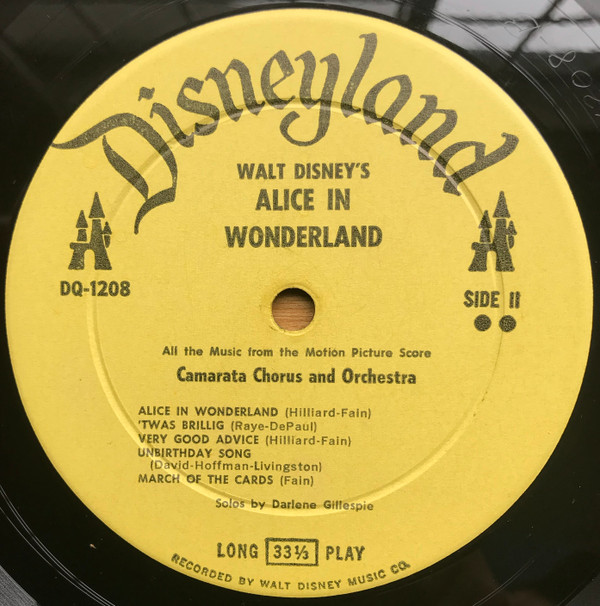 Disneyland
WALT DISNEY'S
ALICE IN
WONDERLAND
DQ-1208
SIDE II
All the Music from the Motion Picture Score
Camarata Chorus and Orchestra
ALICE IN WONDERLAND (Hilliard-Fain)
'TWAS BRILLIG (Raye-DePaul)
VERY GOOD ADVICE (Hilliard-Fain)
UNBIRTHDAY SONG
(David-Hoffman-Livingston)
MARCH OF THE CARDS (Fain)
Solos by Darlene Gillespie
LONG 33⅓ PLAY
RECORDED BY WALT DISNEY MUSIC CO.